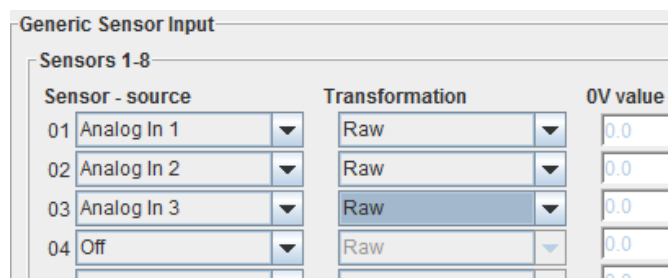 Generic Sensor Input
Sensors 1-8
Sensor - source Transformation 0V value
01 Analog In 1 Raw 0.0
02 Analog In 2 Raw 0.0
03 Analog In 3 Raw 0.0
04 Off Raw 0.0